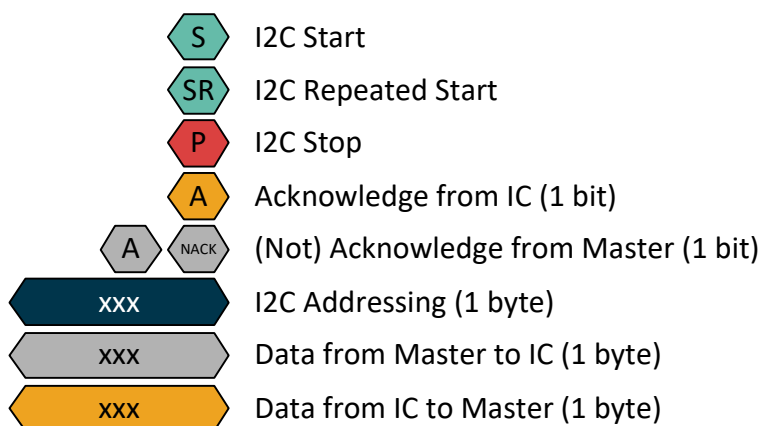 S I2C Start
SR I2C Repeated Start
P I2C Stop
A Acknowledge from IC (1 bit)
A NACK (Not) Acknowledge from Master (1 bit)
xxx I2C Addressing (1 byte)
xxx Data from Master to IC (1 byte)
xxx Data from IC to Master (1 byte)